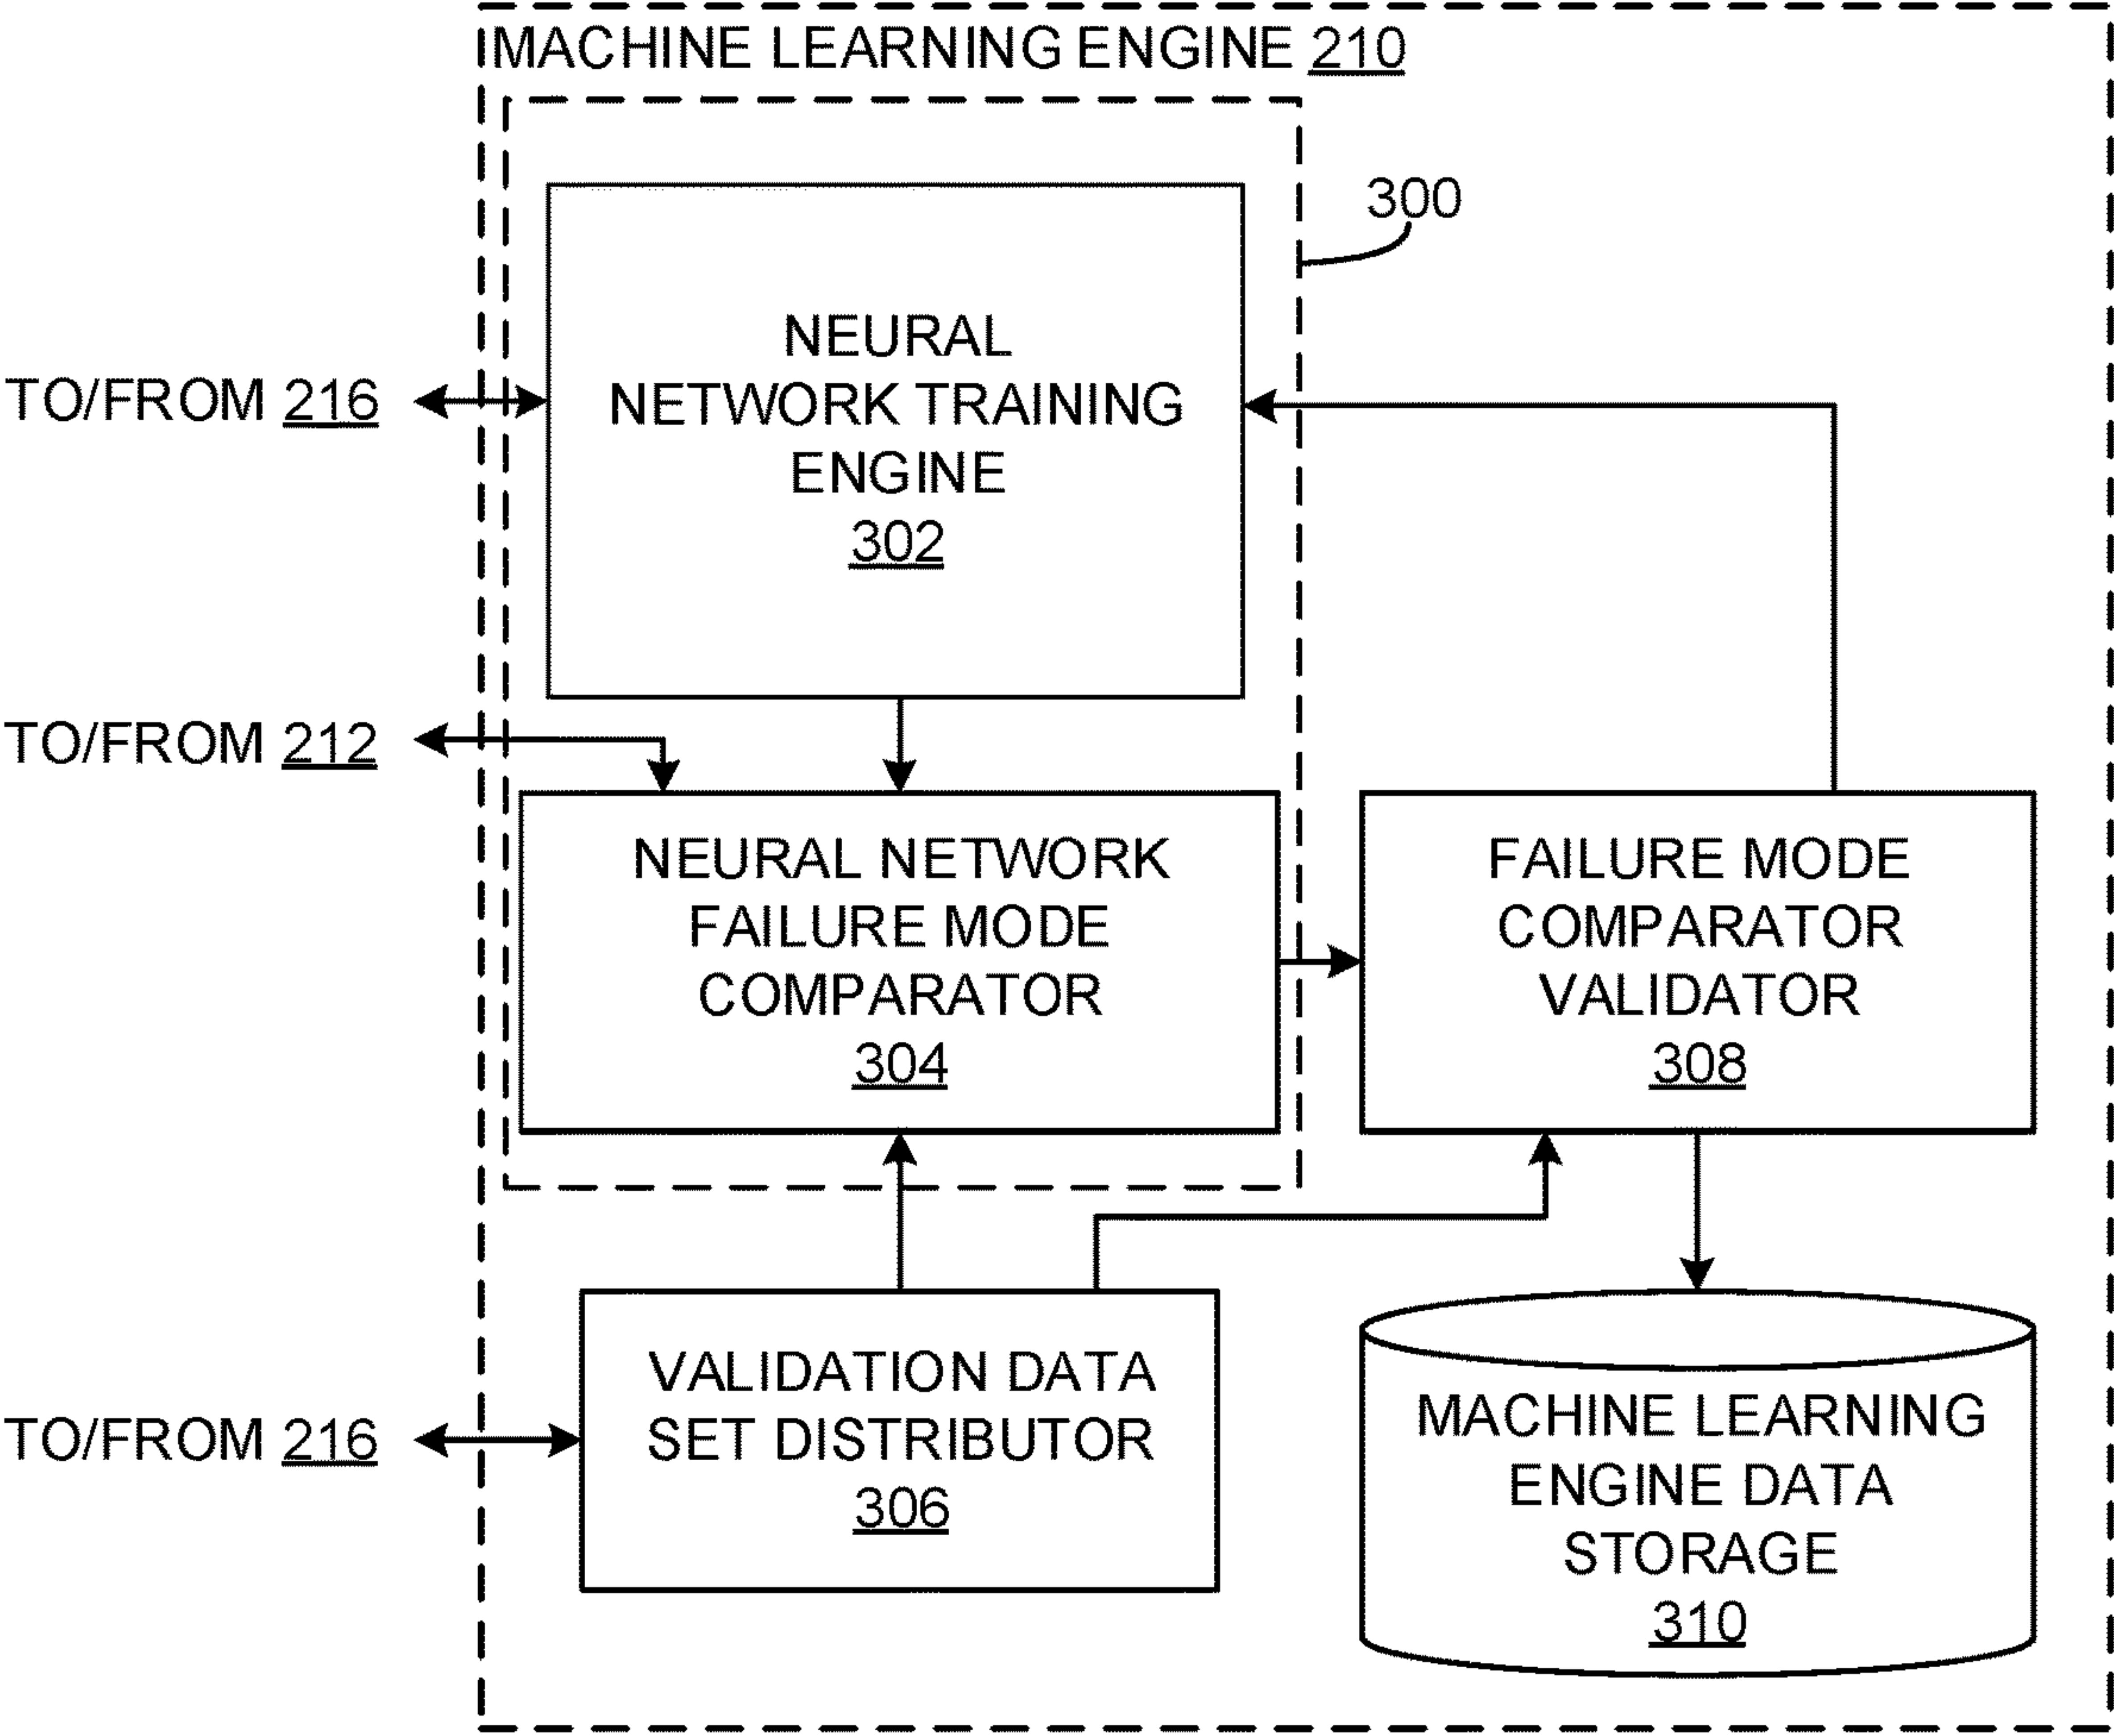 MACHINE LEARNING ENGINE 210
300
NEURAL
NETWORK TRAINING
ENGINE
302
TO/FROM 216
TO/FROM 212
NEURAL NETWORK
FAILURE MODE
COMPARATOR
304
FAILURE MODE
COMPARATOR
VALIDATOR
308
TO/FROM 216
VALIDATION DATA
SET DISTRIBUTOR
306
MACHINE LEARNING
ENGINE DATA
STORAGE
310